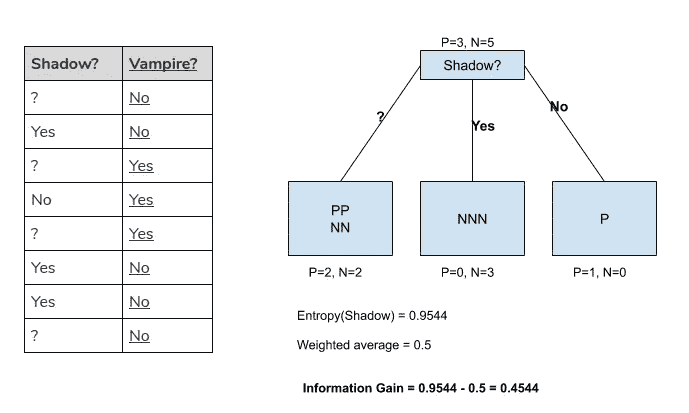 Shadow? Vampire?
? No
Yes No
? Yes
No Yes
? Yes
Yes No
Yes No
? No
P=3, N=5
Shadow?
? Yes No
PP
NN
NNN
P
P=2, N=2
P=0, N=3
P=1, N=0
Entropy(Shadow) = 0.9544
Weighted average = 0.5
Information Gain = 0.9544 - 0.5 = 0.4544